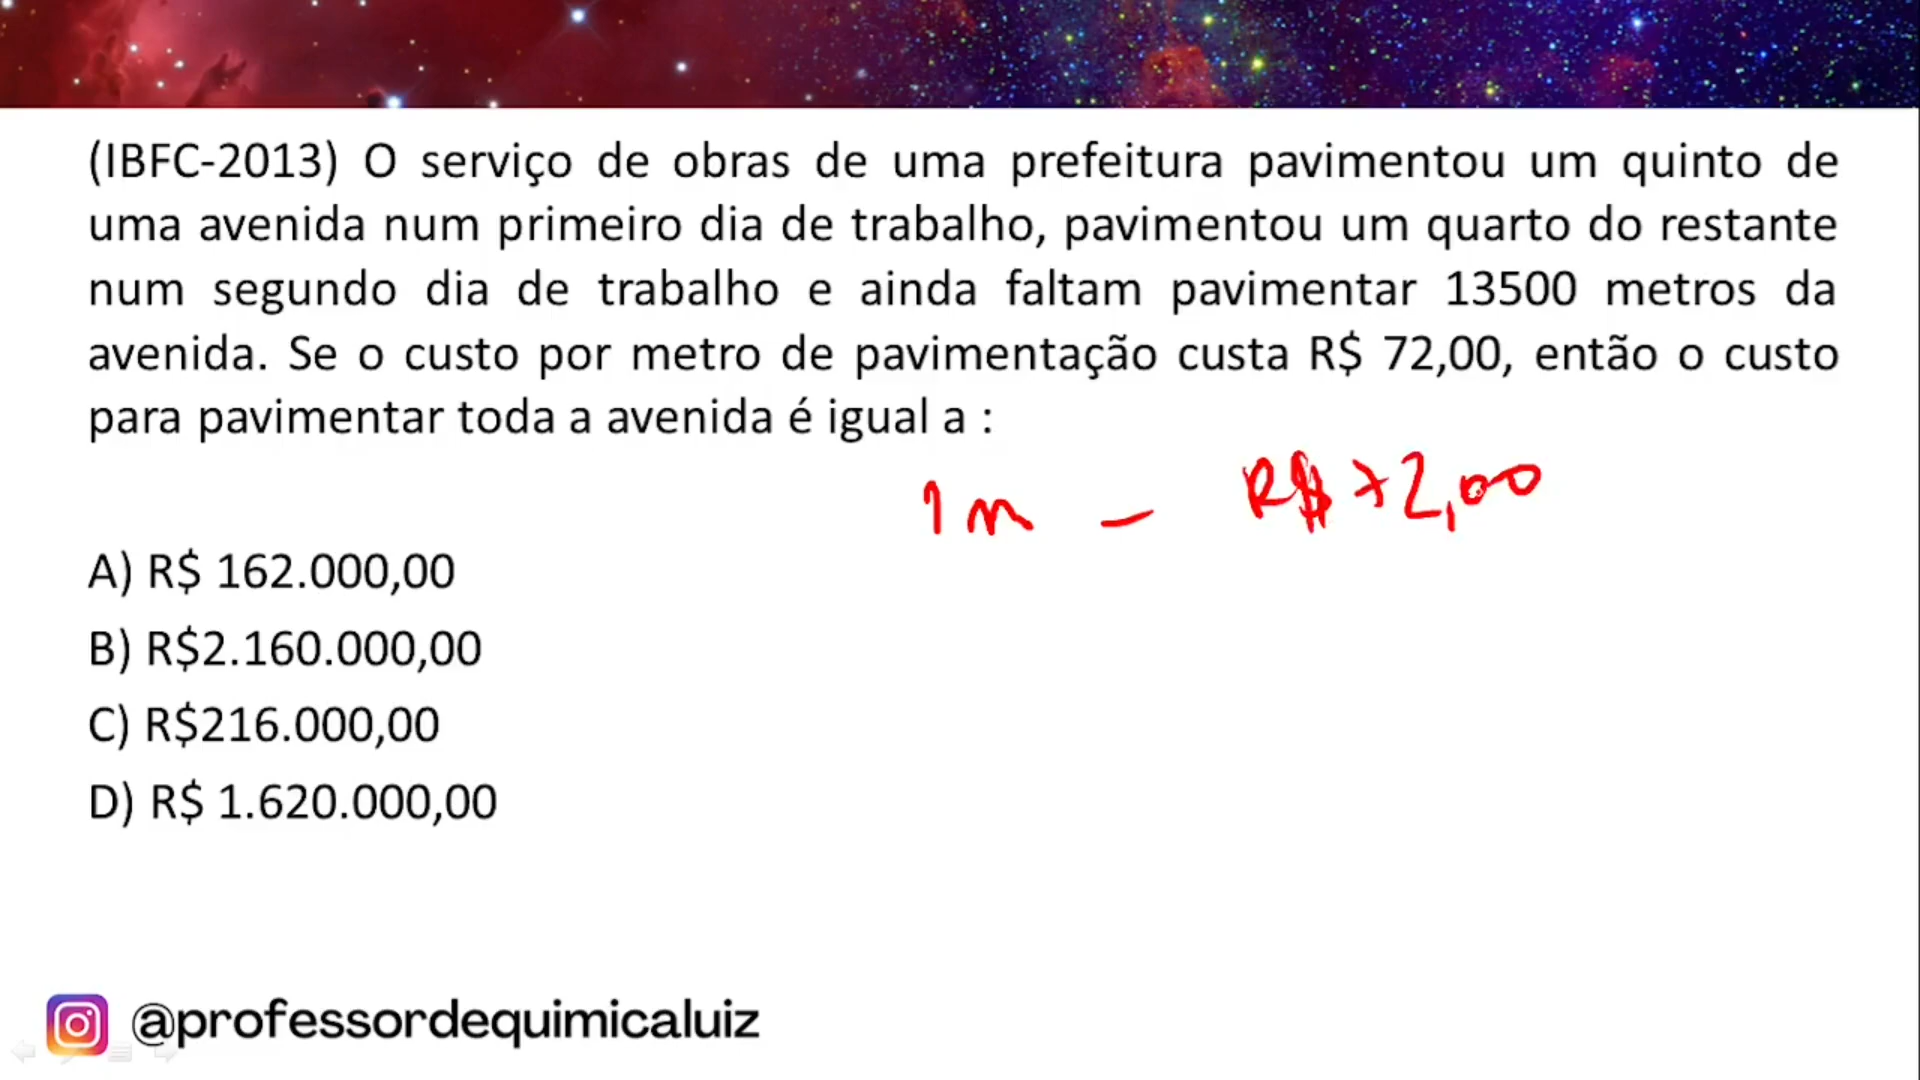 (IBFC-2013) O serviço de obras de uma prefeitura pavimentou um quinto de
uma avenida num primeiro dia de trabalho, pavimentou um quarto do restante
num segundo dia de trabalho e ainda faltam pavimentar 13500 metros da
avenida. Se o custo por metro de pavimentação custa R$ 72,00, então o custo
para pavimentar toda a avenida é igual a :
1 m – R$ 72,00
A) R$ 162.000,00
B) R$2.160.000,00
C) R$216.000,00
D) R$ 1.620.000,00
@professordequimicaluiz